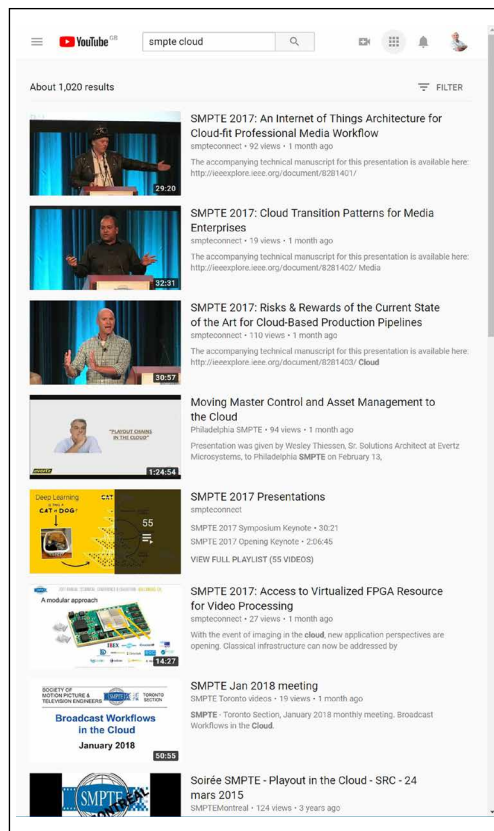 YouTube GB
smpte cloud
About 1,020 results
FILTER
29:20
SMPTE 2017: An Internet of Things Architecture for
Cloud-fit Professional Media Workflow
smpteconnect • 92 views • 1 month ago
The accompanying technical manuscript for this presentation is available here:
http://ieeexplore.ieee.org/document/8281401/
32:31
SMPTE 2017: Cloud Transition Patterns for Media
Enterprises
smpteconnect • 19 views • 1 month ago
The accompanying technical manuscript for this presentation is available here:
http://ieeexplore.ieee.org/document/8281402/ Media
30:57
SMPTE 2017: Risks & Rewards of the Current State
of the Art for Cloud-Based Production Pipelines
smpteconnect • 110 views • 1 month ago
The accompanying technical manuscript for this presentation is available here:
http://ieeexplore.ieee.org/document/8281403/ Cloud
"PLAYOUT CHAINS
IN THE CLOUD"
1:24:54
Moving Master Control and Asset Management to
the Cloud
Philadelphia SMPTE • 94 views • 1 month ago
Presentation was given by Wesley Thiessen, Sr. Solutions Architect at Evertz
Microsystems, to Philadelphia SMPTE on February 13,
Deep Learning
CAT or DOG?
CAT
55
SMPTE 2017 Presentations
smpteconnect
SMPTE 2017 Symposium Keynote • 30:21
SMPTE 2017 Opening Keynote • 2:06:45
VIEW FULL PLAYLIST (55 VIDEOS)
A modular approach
14:27
SMPTE 2017: Access to Virtualized FPGA Resource
for Video Processing
smpteconnect • 27 views • 1 month ago
With the event of imaging in the cloud, new application perspectives are
opening. Classical infrastructure can now be addressed by
SOCIETY OF
MOTION PICTURE &
TELEVISION ENGINEERS
SMPTE
TORONTO
SECTION
Broadcast Workflows
in the Cloud
January 2018
50:55
SMPTE Jan 2018 meeting
SMPTE Toronto videos • 19 views • 1 month ago
SMPTE - Toronto Section, January 2018 monthly meeting. Broadcast
Workflows in the Cloud.
SMPTE
MONTRÉAL
Soirée SMPTE - Playout in the Cloud - SRC - 24
mars 2015
SMPTEMontreal • 124 views • 3 years ago